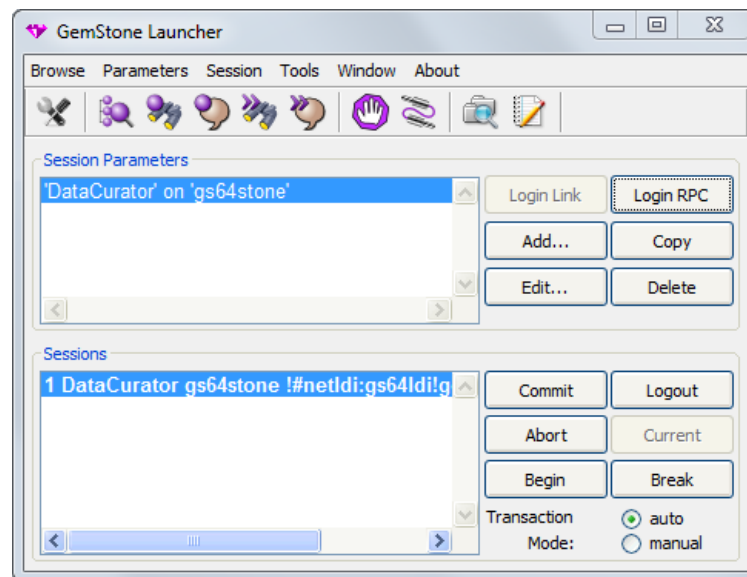 GemStone Launcher
Browse Parameters Session Tools Window About
Session Parameters
'DataCurator' on 'gs64stone'
Login Link
Login RPC
Add...
Copy
Edit...
Delete
Sessions
1 DataCurator gs64stone !#netldi:gs64ldi!g
Commit
Logout
Abort
Current
Begin
Break
Transaction Mode:
auto
manual